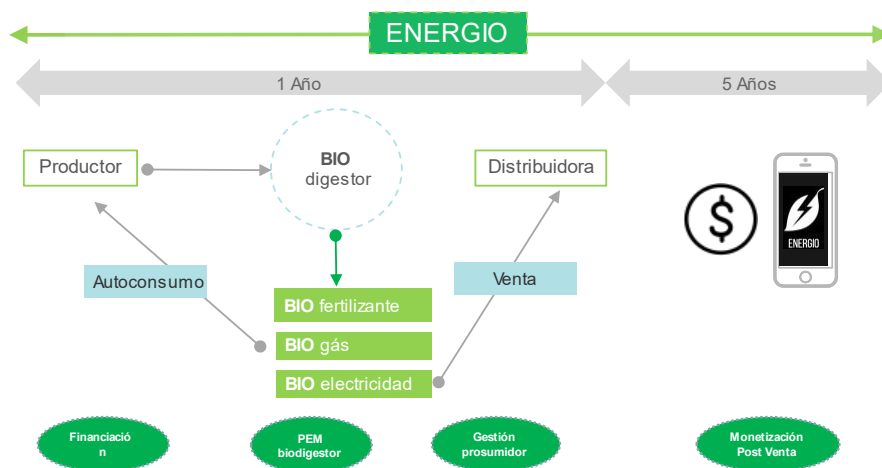 ENERGIO
1 Año
5 Años
Productor
BIO
digestor
Distribuidora
ENERGIO
Autoconsumo
Venta
BIO fertilizante
BIO gás
BIO electricidad
Financiació
n
PEM
biodigestor
Gestión
prosumidor
Monetización
Post Venta